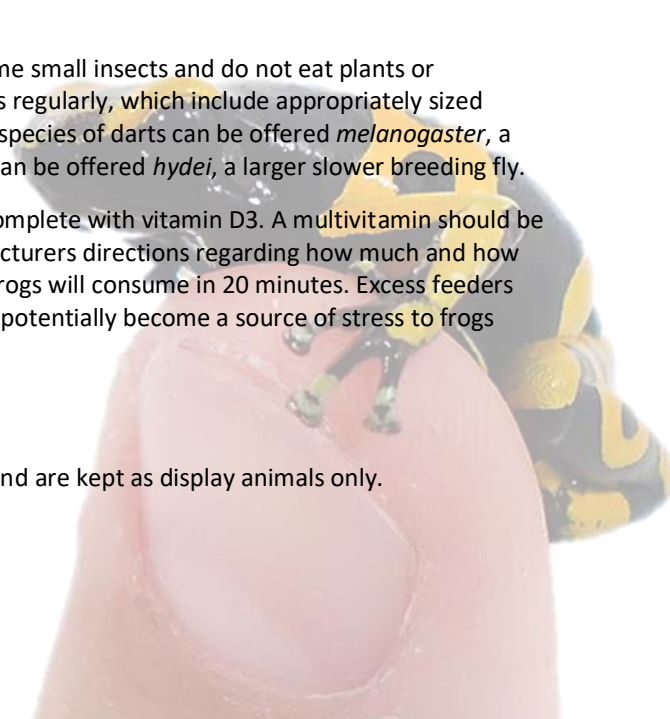 me small insects and do not eat plants or
s regularly, which include appropriately sized
species of darts can be offered melanogaster, a
an be offered hydei, a larger slower breeding fly.
omplete with vitamin D3. A multivitamin should be
cturers directions regarding how much and how
rogs will consume in 20 minutes. Excess feeders
potentially become a source of stress to frogs
nd are kept as display animals only.